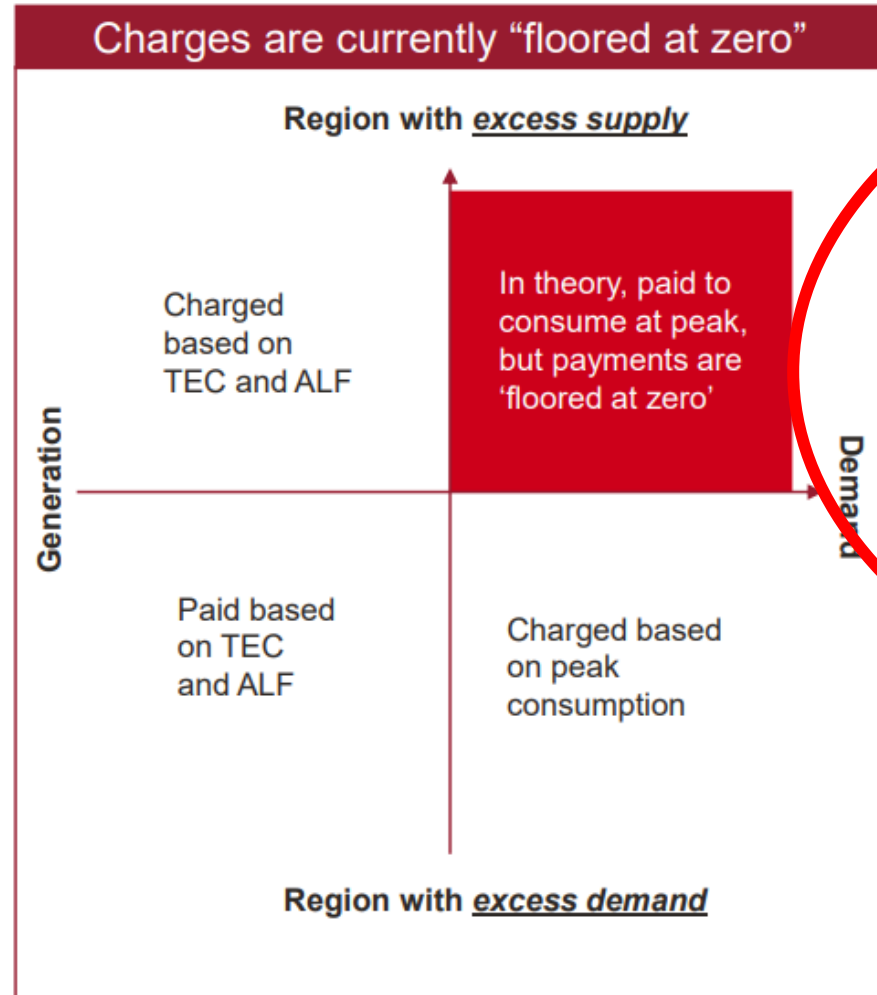 Charges are currently “floored at zero”
Region with excess supply
In theory, paid to
consume at peak,
but payments are
‘floored at zero’
Charged
based on
TEC and ALF
Generation
Demand
Paid based
on TEC
and ALF
Charged based
on peak
consumption
Region with excess demand